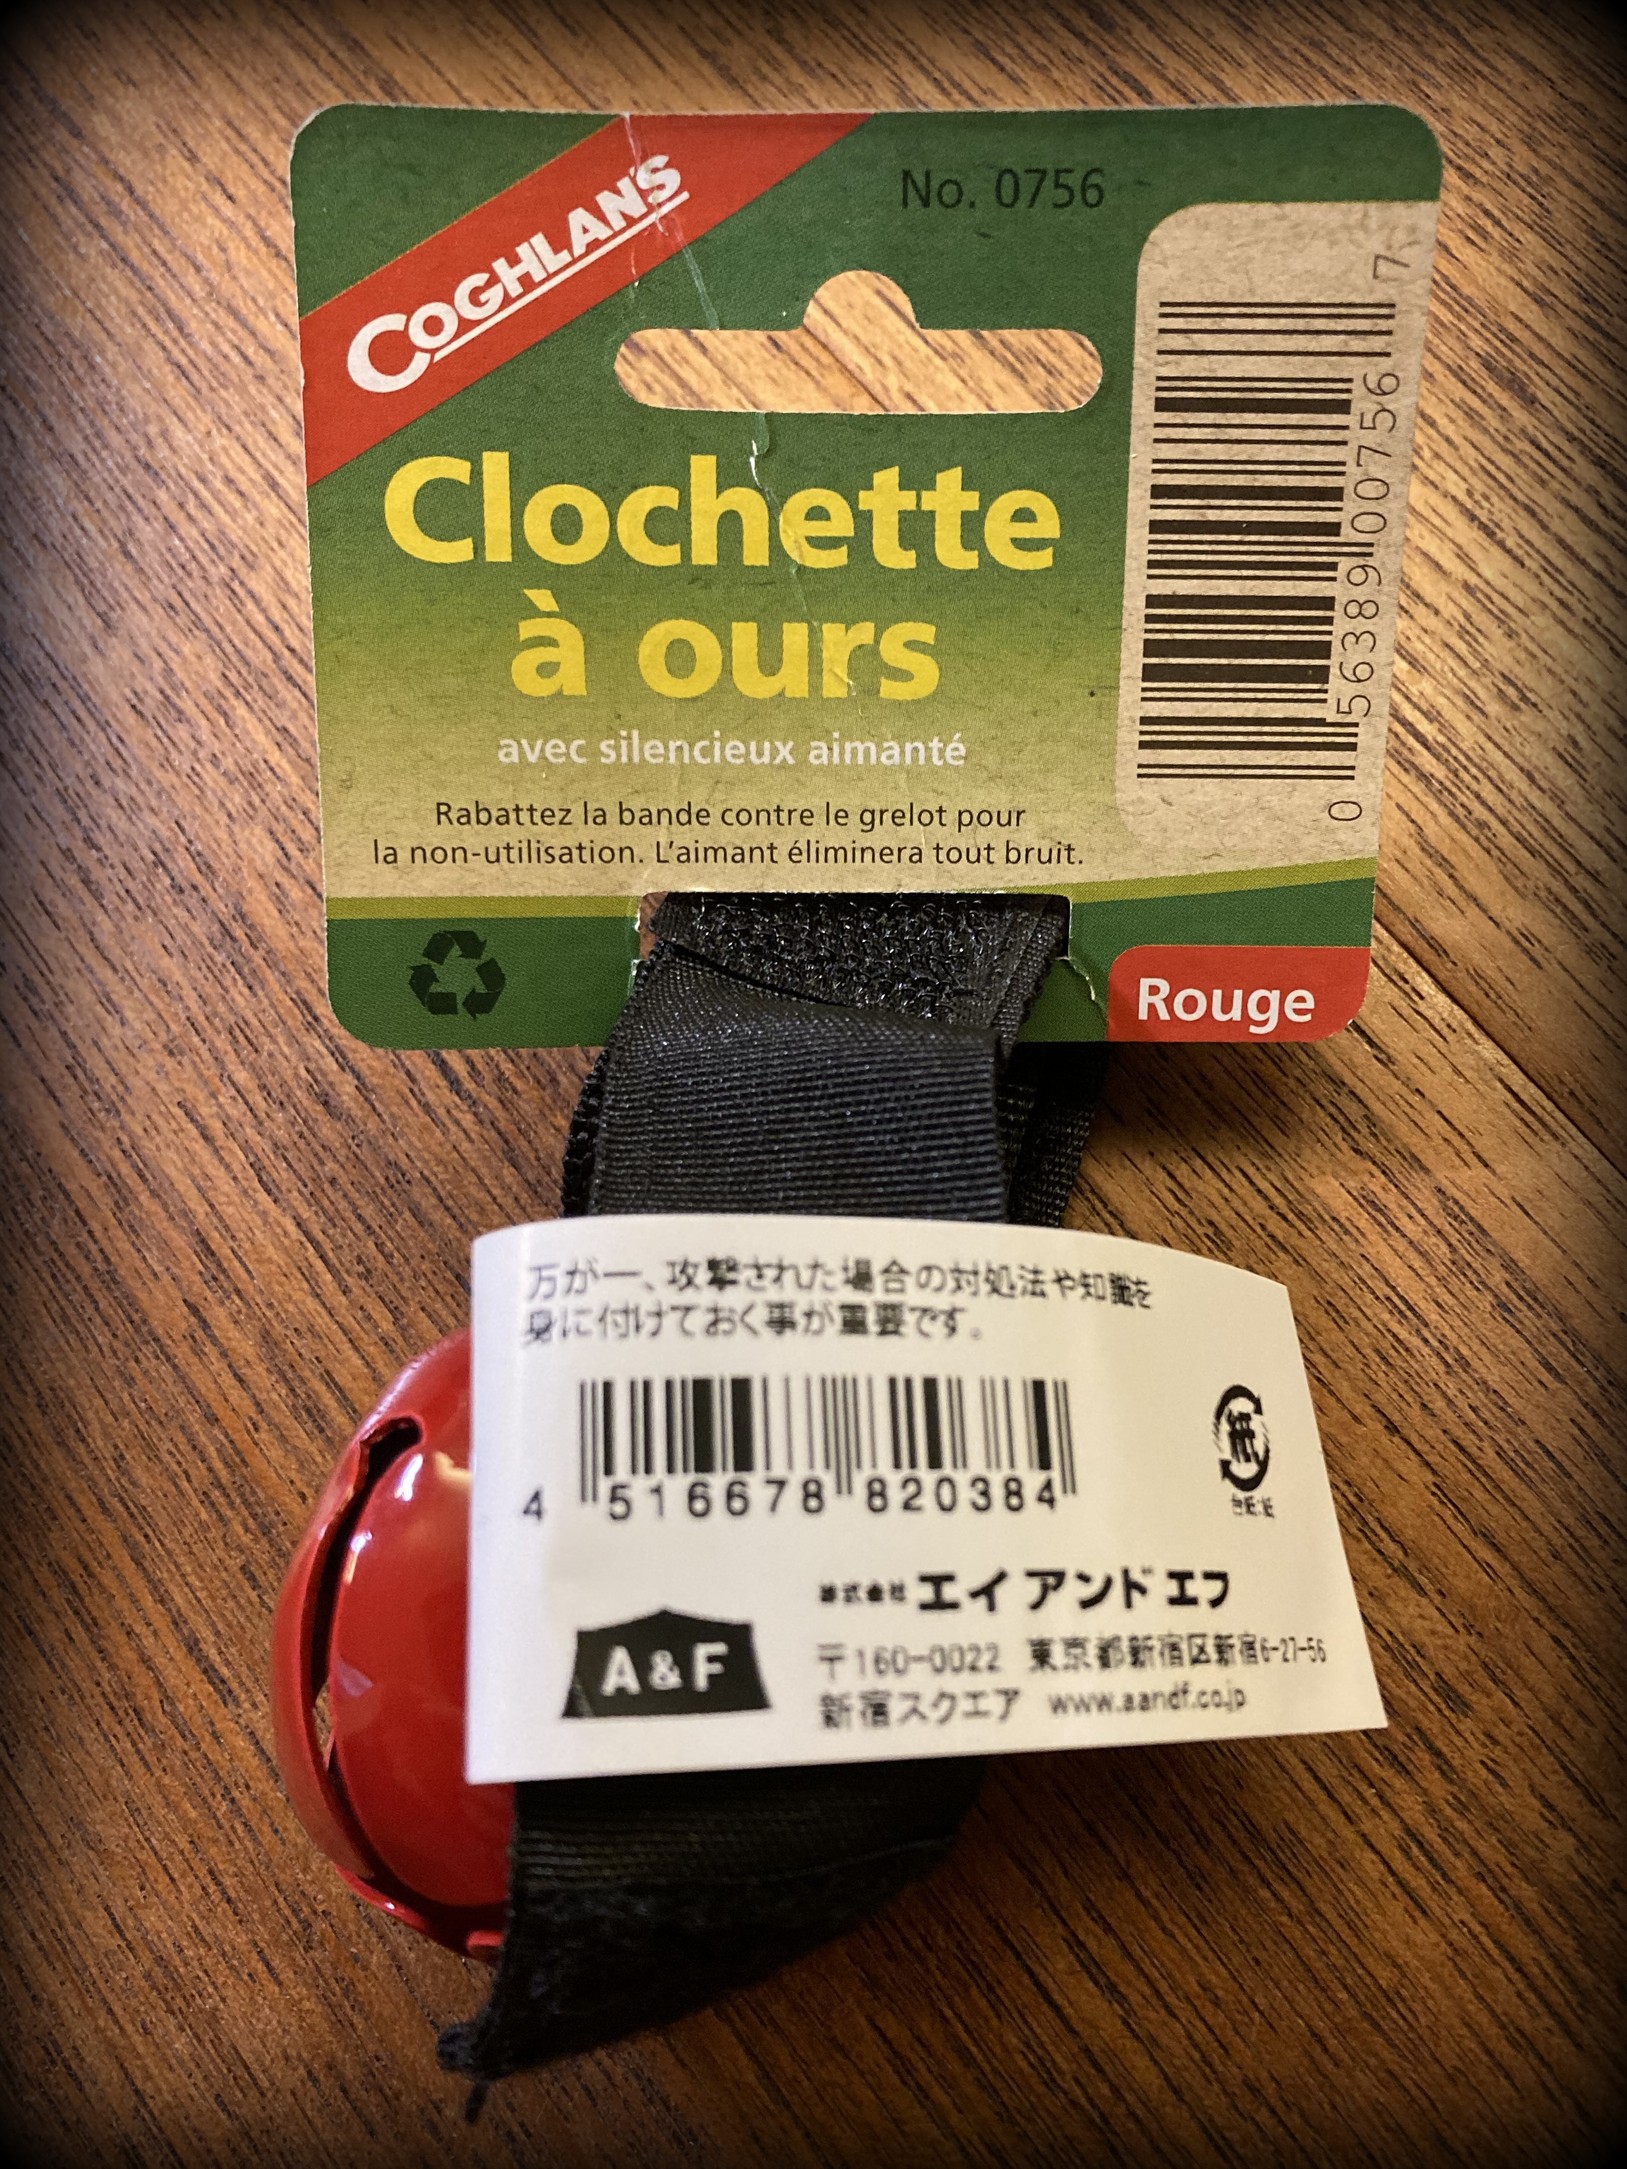 COGHLAN'S
No. 0756
Clochette
à ours
avec silencieux aimanté
Rabattez la bande contre le grelot pour
la non-utilisation. L'aimant éliminera tout bruit.
0 56389 00756 7
Rouge
万が一、攻撃された場合の対処法や知識を
身に付けておく事が重要です。
4 516678 820384
紙
台紙:紙
A&F
株式会社 エイ アンド エフ
〒160-0022 東京都新宿区新宿6-27-56
新宿スクエア www.aandf.co.jp